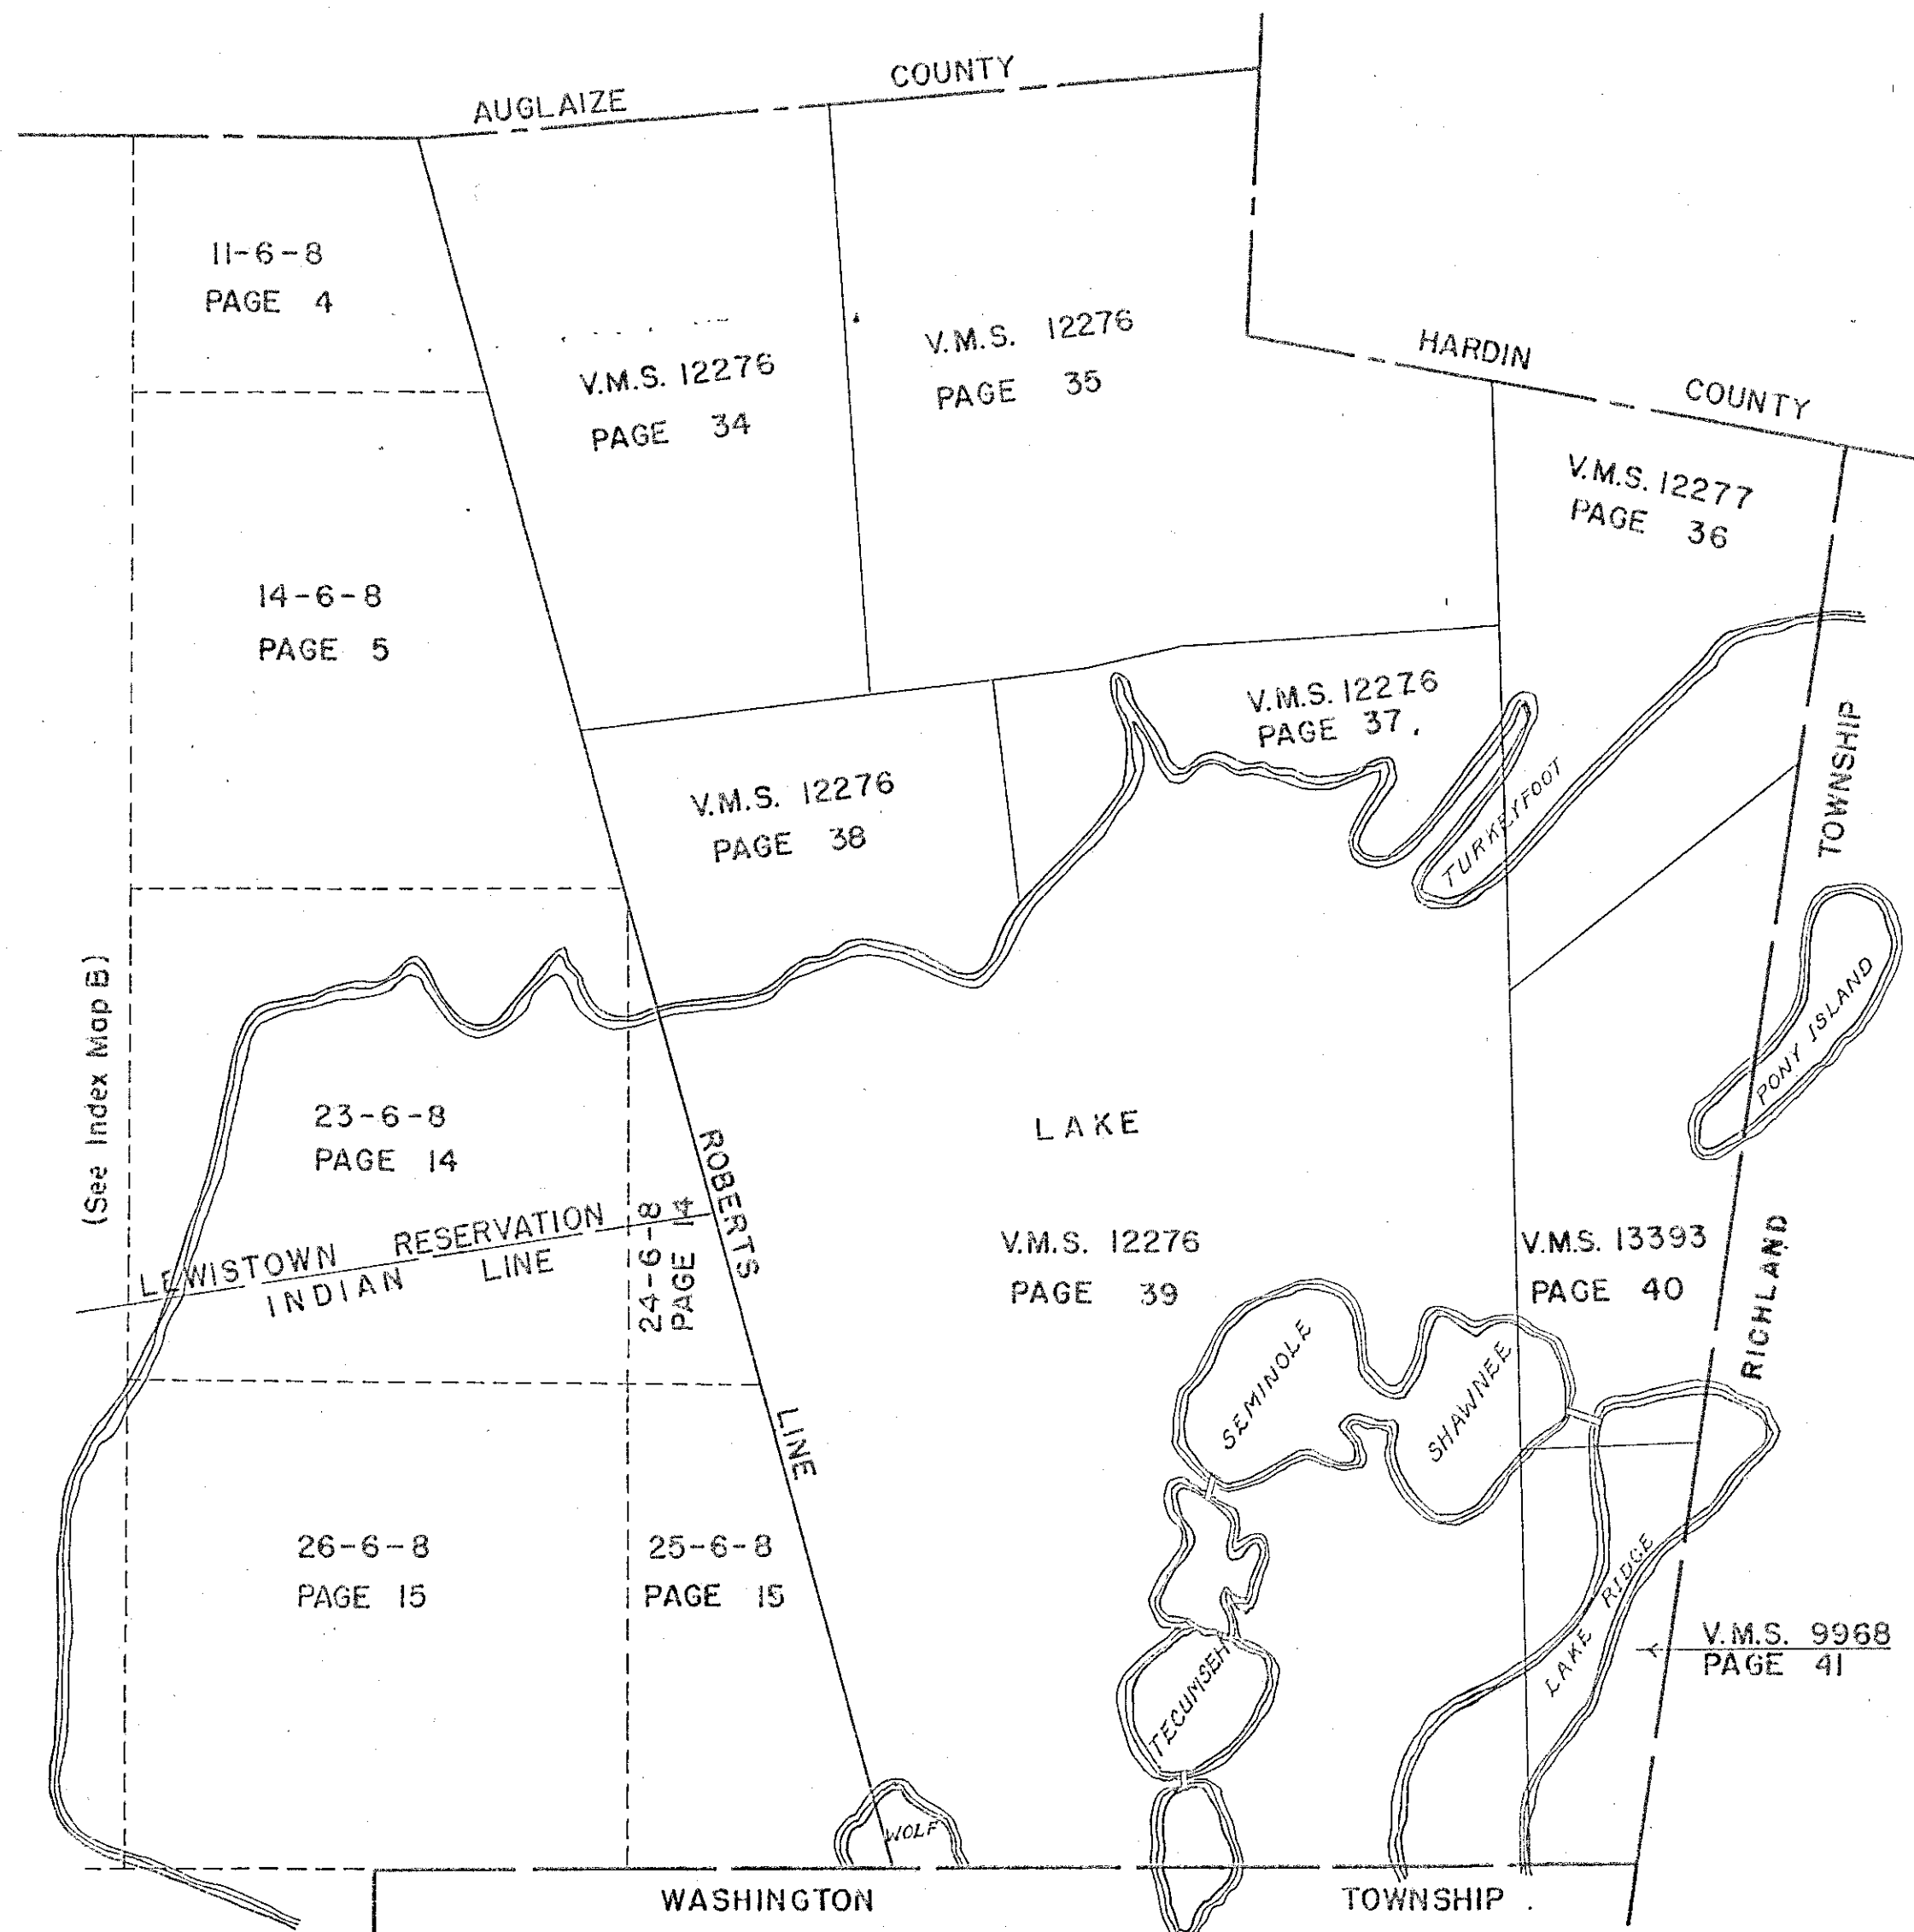 AUGLAIZE COUNTY
11-6-8
PAGE 4
V.M.S. 12276
PAGE 34
V.M.S. 12276
PAGE 35
HARDIN COUNTY
V.M.S. 12277
PAGE 36
14-6-8
PAGE 5
V.M.S. 12276
PAGE 37
V.M.S. 12276
PAGE 38
TURKEYFOOT
RICHLAND TOWNSHIP
PONY ISLAND
(See Index Map B)
23-6-8
PAGE 14
LEWISTOWN RESERVATION
INDIAN LINE
24-6-8
PAGE 14
ROBERTS LINE
LAKE
V.M.S. 12276
PAGE 39
V.M.S. 13393
PAGE 40
SEMINOLE
SHAWNEE
26-6-8
PAGE 15
25-6-8
PAGE 15
LAKE RIDGE
V.M.S. 9968
PAGE 41
TECUMSEH
WOLF
WASHINGTON TOWNSHIP